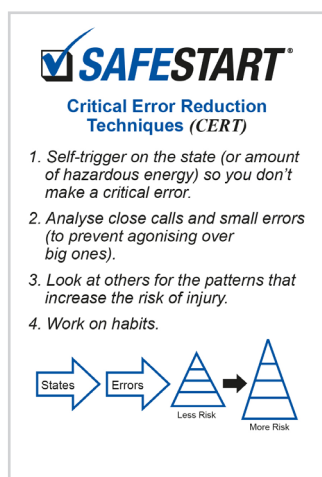 SAFESTART®
Critical Error Reduction
Techniques (CERT)
1. Self-trigger on the state (or amount
of hazardous energy) so you don't
make a critical error.
2. Analyse close calls and small errors
(to prevent agonising over
big ones).
3. Look at others for the patterns that
increase the risk of injury.
4. Work on habits.
States
Errors
Less Risk
More Risk